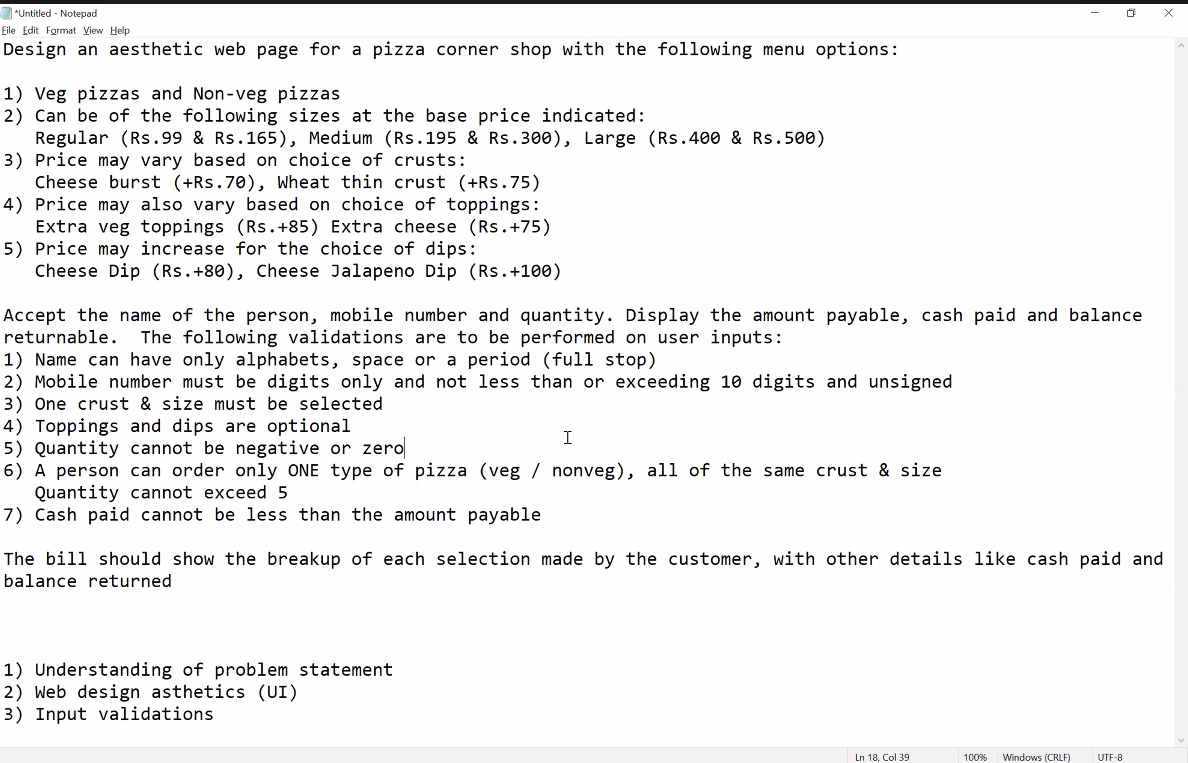 *Untitled - Notepad
File Edit Format View Help
Design an aesthetic web page for a pizza corner shop with the following menu options:
1) Veg pizzas and Non-veg pizzas
2) Can be of the following sizes at the base price indicated:
Regular (Rs.99 & Rs.165), Medium (Rs.195 & Rs.300), Large (Rs.400 & Rs.500)
3) Price may vary based on choice of crusts:
Cheese burst (+Rs.70), Wheat thin crust (+Rs.75)
4) Price may also vary based on choice of toppings:
Extra veg toppings (Rs.+85) Extra cheese (Rs.+75)
5) Price may increase for the choice of dips:
Cheese Dip (Rs.+80), Cheese Jalapeno Dip (Rs.+100)
Accept the name of the person, mobile number and quantity. Display the amount payable, cash paid and balance
returnable.  The following validations are to be performed on user inputs:
1) Name can have only alphabets, space or a period (full stop)
2) Mobile number must be digits only and not less than or exceeding 10 digits and unsigned
3) One crust & size must be selected
4) Toppings and dips are optional
5) Quantity cannot be negative or zero
6) A person can order only ONE type of pizza (veg / nonveg), all of the same crust & size
Quantity cannot exceed 5
7) Cash paid cannot be less than the amount payable
The bill should show the breakup of each selection made by the customer, with other details like cash paid and
balance returned
1) Understanding of problem statement
2) Web design asthetics (UI)
3) Input validations
Ln 18, Col 39 100% Windows (CRLF) UTF-8